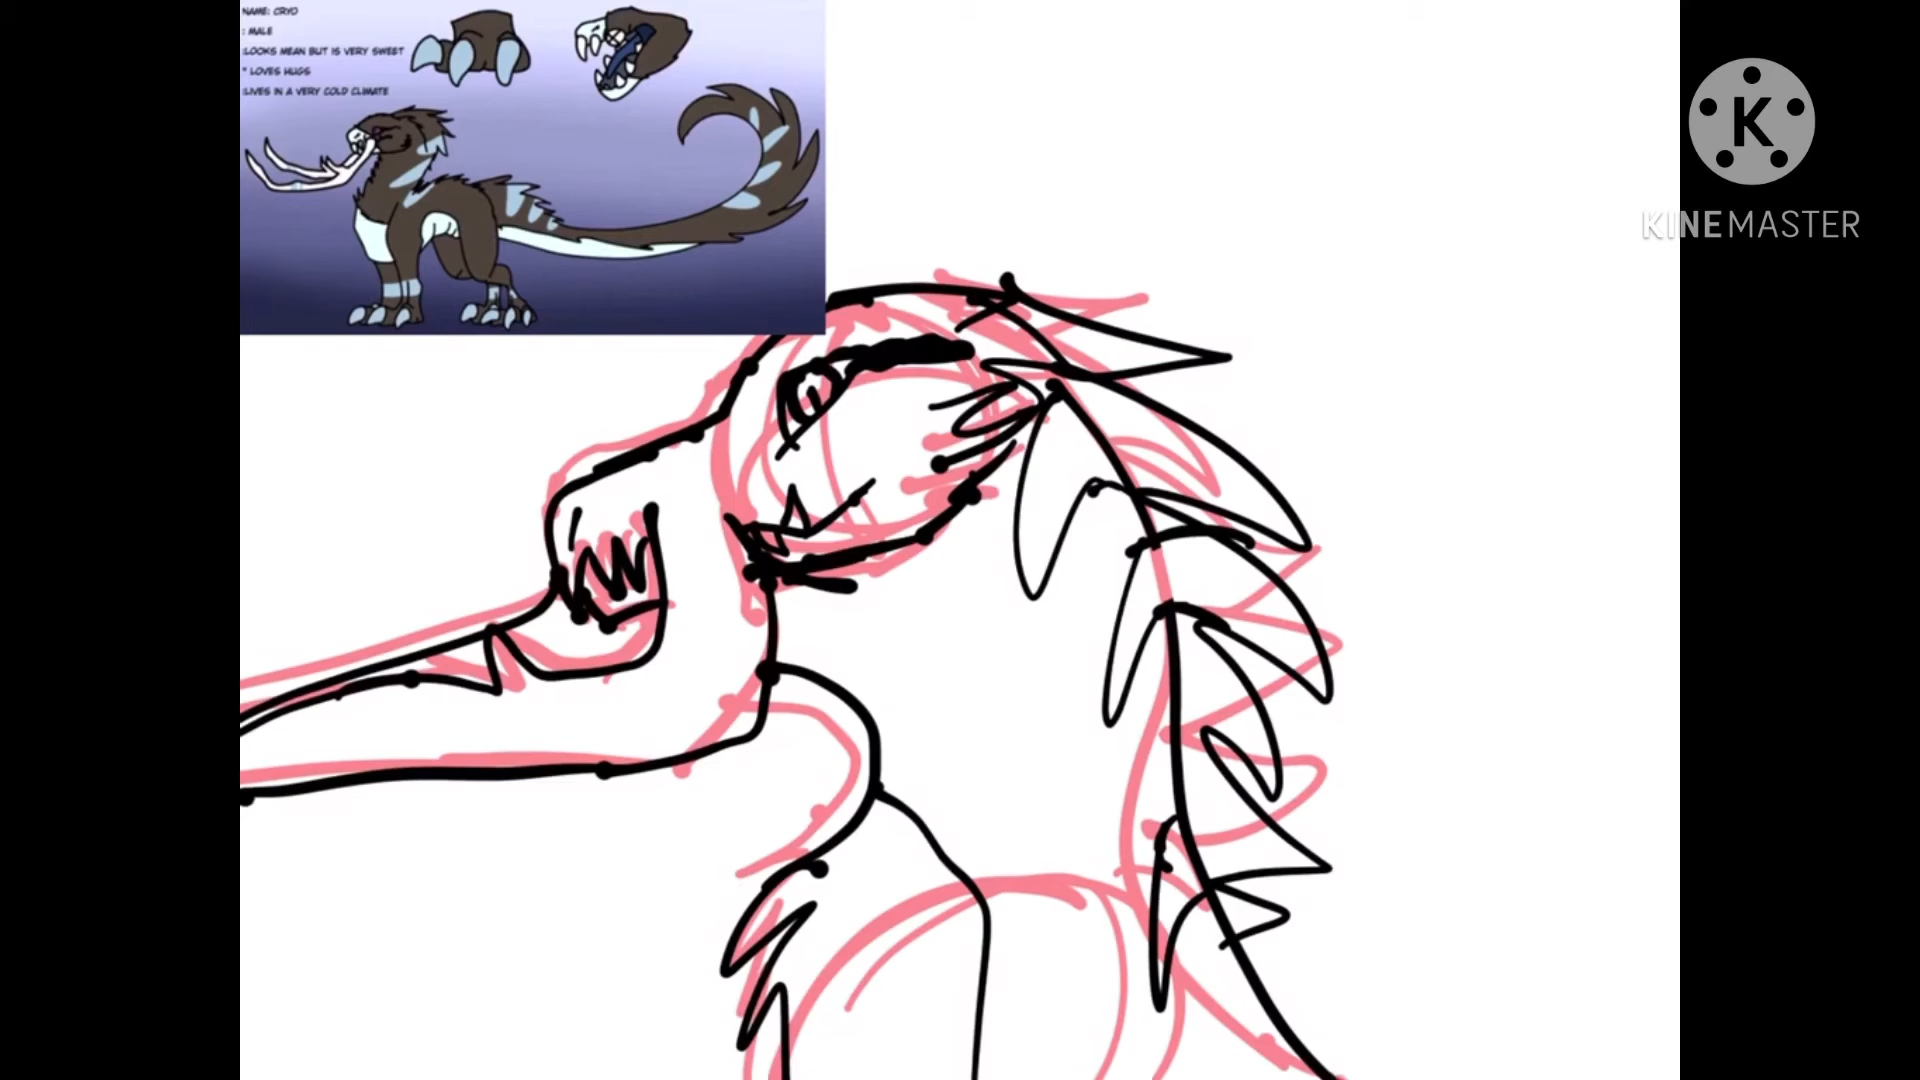 NAME: CRYO
: MALE
:LOOKS MEAN BUT IS VERY SWEET
* LOVES HUGS
:LIVES IN A VERY COLD CLIMATE
K
KINEMASTER